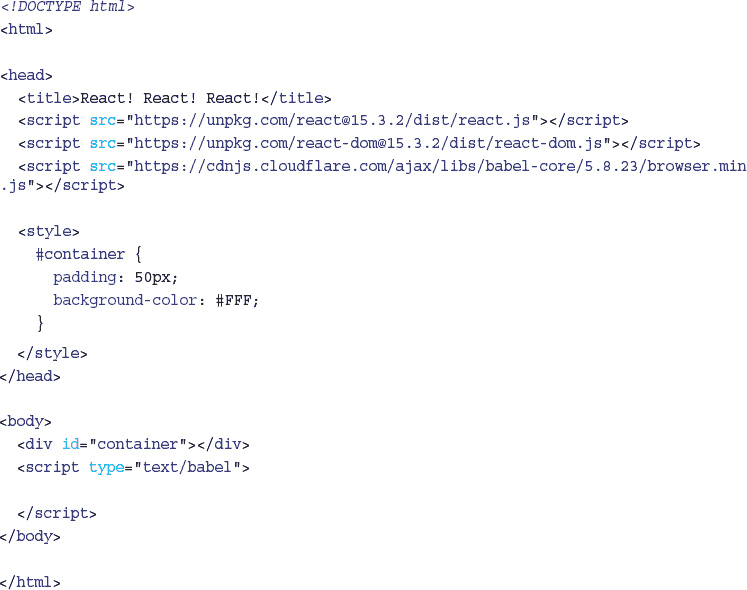 <!DOCTYPE html>
<html>
<head>
<title>React! React! React!</title>
<script src="https://unpkg.com/react@15.3.2/dist/react.js"></script>
<script src="https://unpkg.com/react-dom@15.3.2/dist/react-dom.js"></script>
<script src="https://cdnjs.cloudflare.com/ajax/libs/babel-core/5.8.23/browser.min
.js"></script>
<style>
#container {
padding: 50px;
background-color: #FFF;
}
</style>
</head>
<body>
<div id="container"></div>
<script type="text/babel">
</script>
</body>
</html>